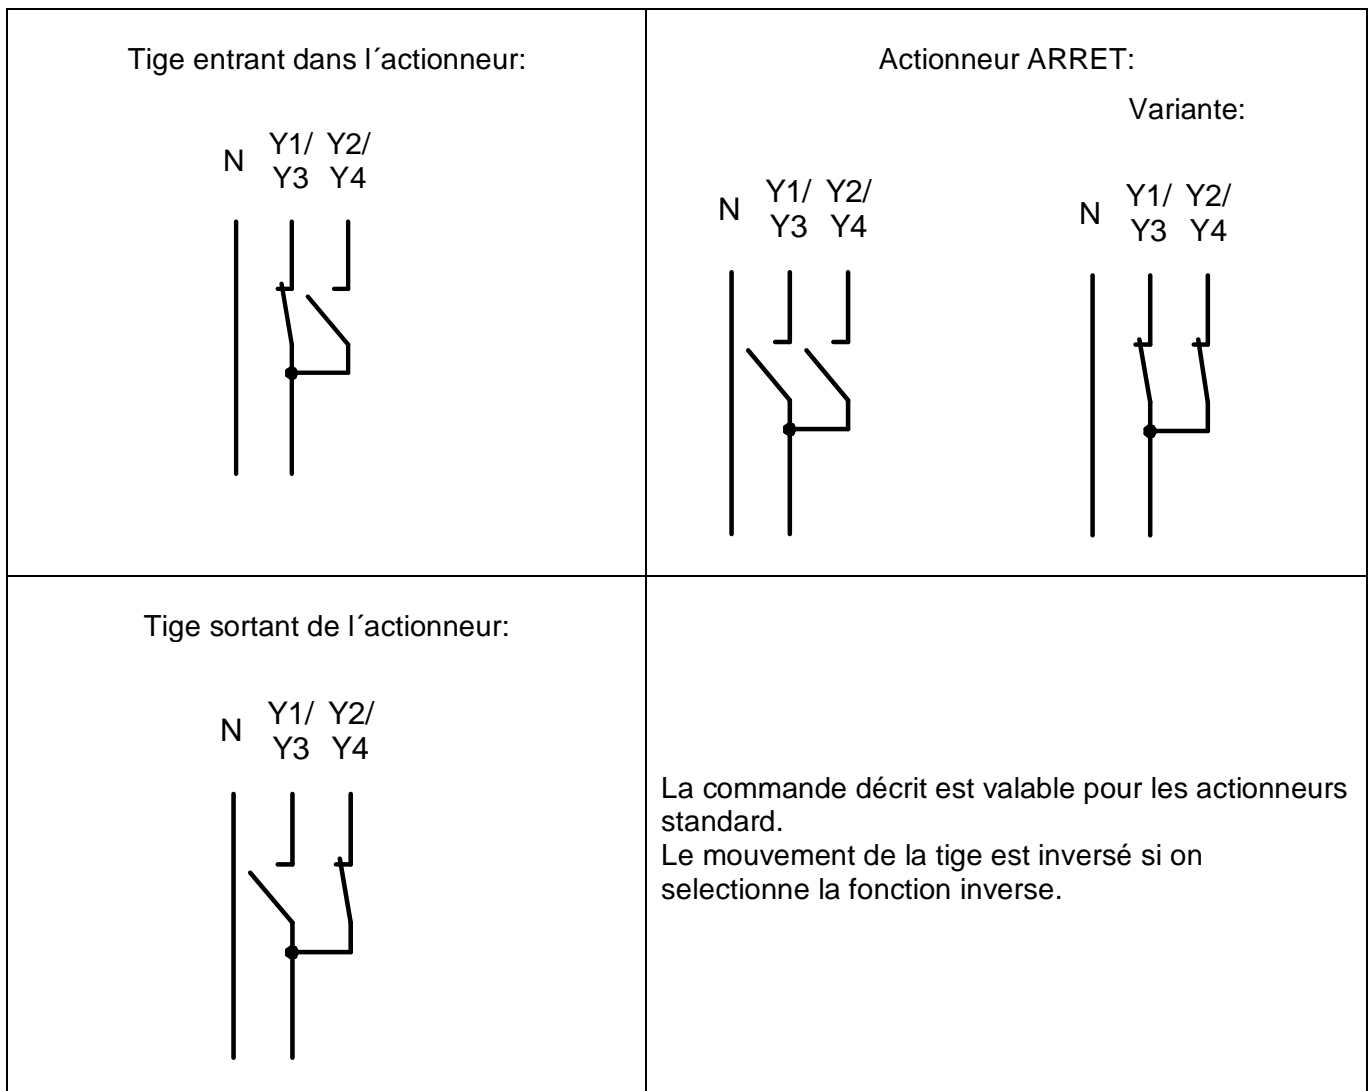 Tige entrant dans l´actionneur:
N Y1/ Y2/
Y3 Y4
Actionneur ARRET:
Variante:
N Y1/ Y2/
Y3 Y4
N Y1/ Y2/
Y3 Y4
Tige sortant de l´actionneur:
N Y1/ Y2/
Y3 Y4
La commande décrit est valable pour les actionneurs
standard.
Le mouvement de la tige est inversé si on
selectionne la fonction inverse.